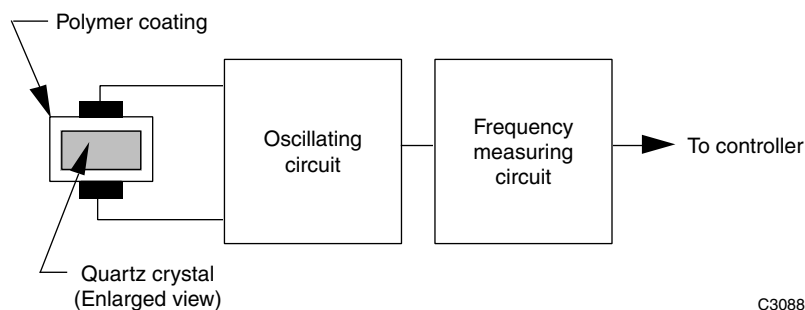 Polymer coating
Oscillating
circuit
Frequency
measuring
circuit
To controller
Quartz crystal
(Enlarged view)
C3088